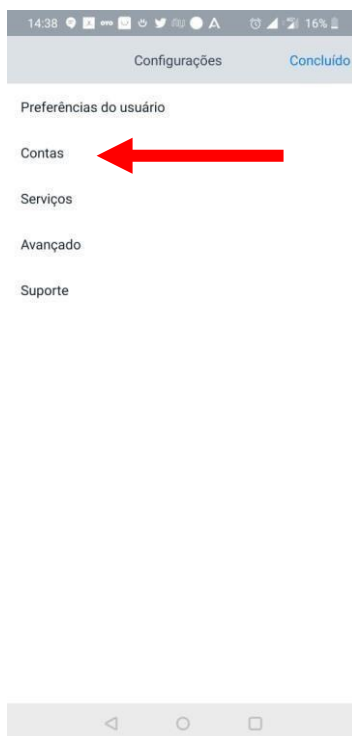 14:38 16%
Configurações Concluído
Preferências do usuário
Contas
Serviços
Avançado
Suporte